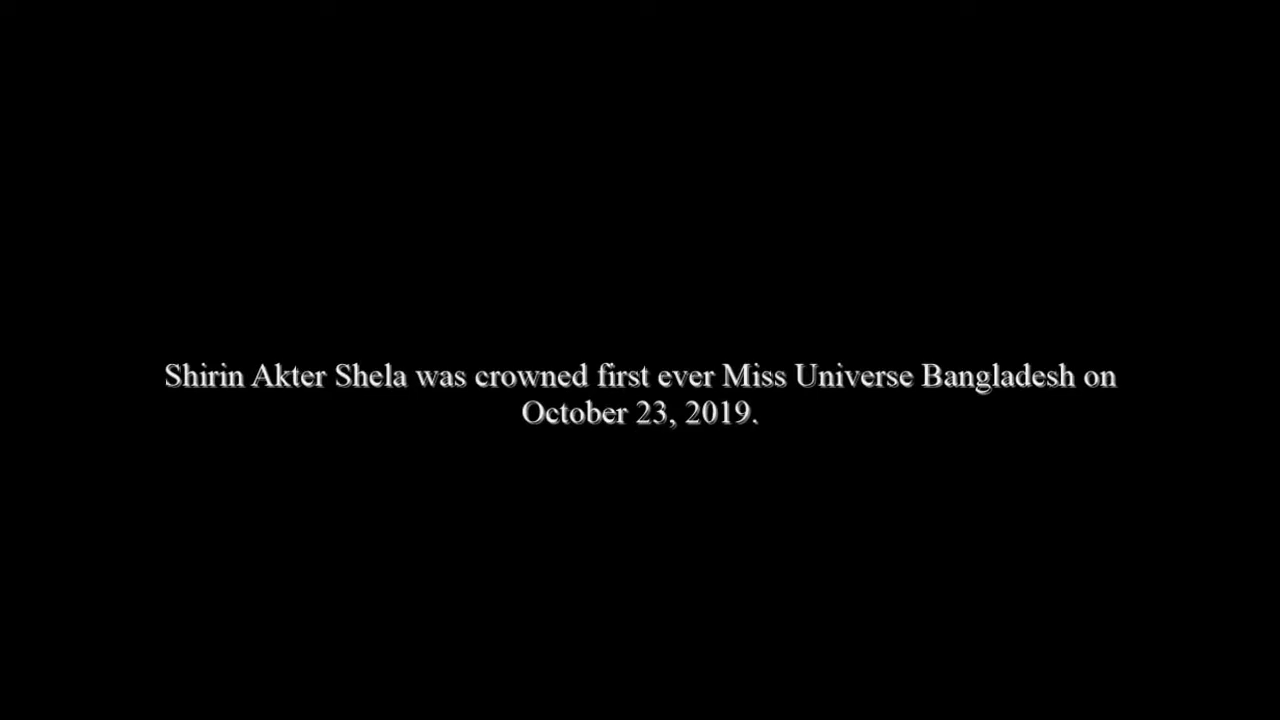 Shirin Akter Shela was crowned first ever Miss Universe Bangladesh on
October 23, 2019.